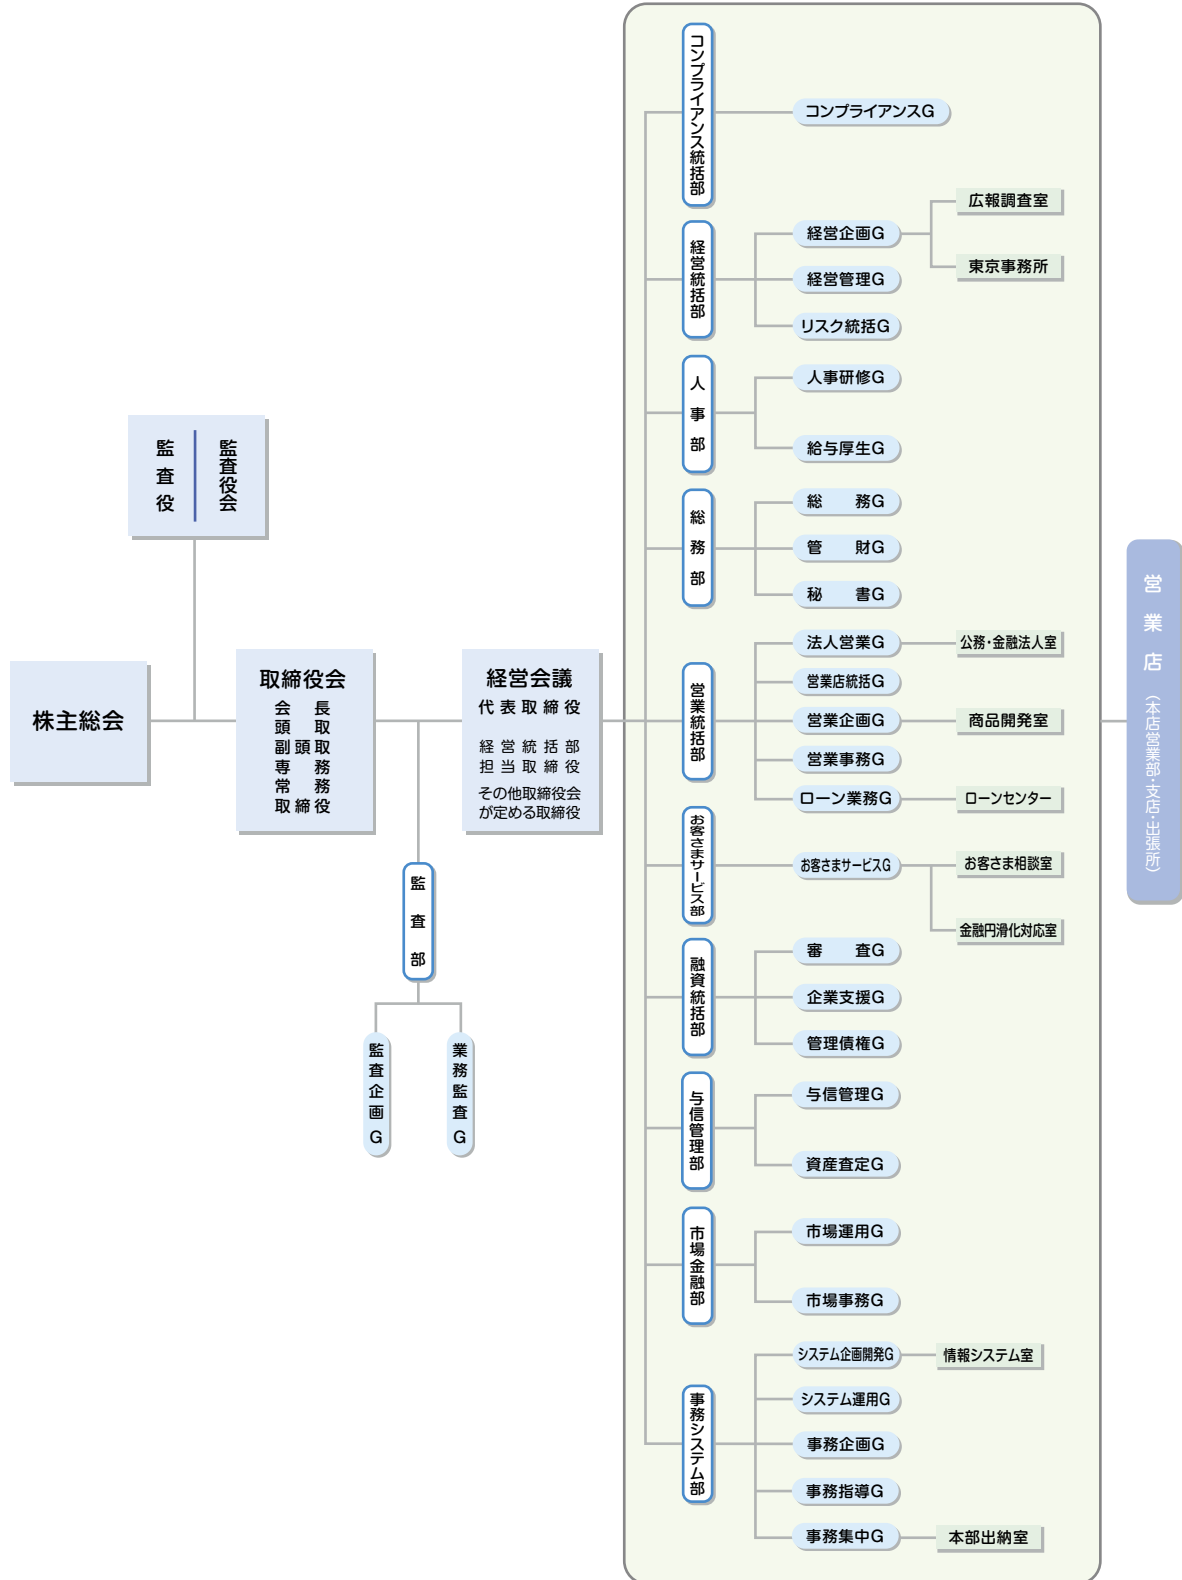 株主総会
監査役
監査役会
取締役会
会長
頭取
副頭取
専務
常務
取締役
経営会議
代表取締役
経営統括部
担当取締役
その他取締役会
が定める取締役
監査部
監査企画G
業務監査G
コンプライアンス統括部
コンプライアンスG
経営統括部
経営企画G
広報調査室
東京事務所
経営管理G
リスク統括G
人事部
人事研修G
給与厚生G
総務部
総務G
管財G
秘書G
営業統括部
法人営業G
公務・金融法人室
営業店統括G
営業企画G
商品開発室
営業事務G
ローン業務G
ローンセンター
お客さまサービス部
お客さまサービスG
お客さま相談室
金融円滑化対応室
融資統括部
審査G
企業支援G
管理債権G
与信管理部
与信管理G
資産査定G
市場金融部
市場運用G
市場事務G
事務システム部
システム企画開発G
情報システム室
システム運用G
事務企画G
事務指導G
事務集中G
本部出納室
営業店(本店営業部・支店・出張所)